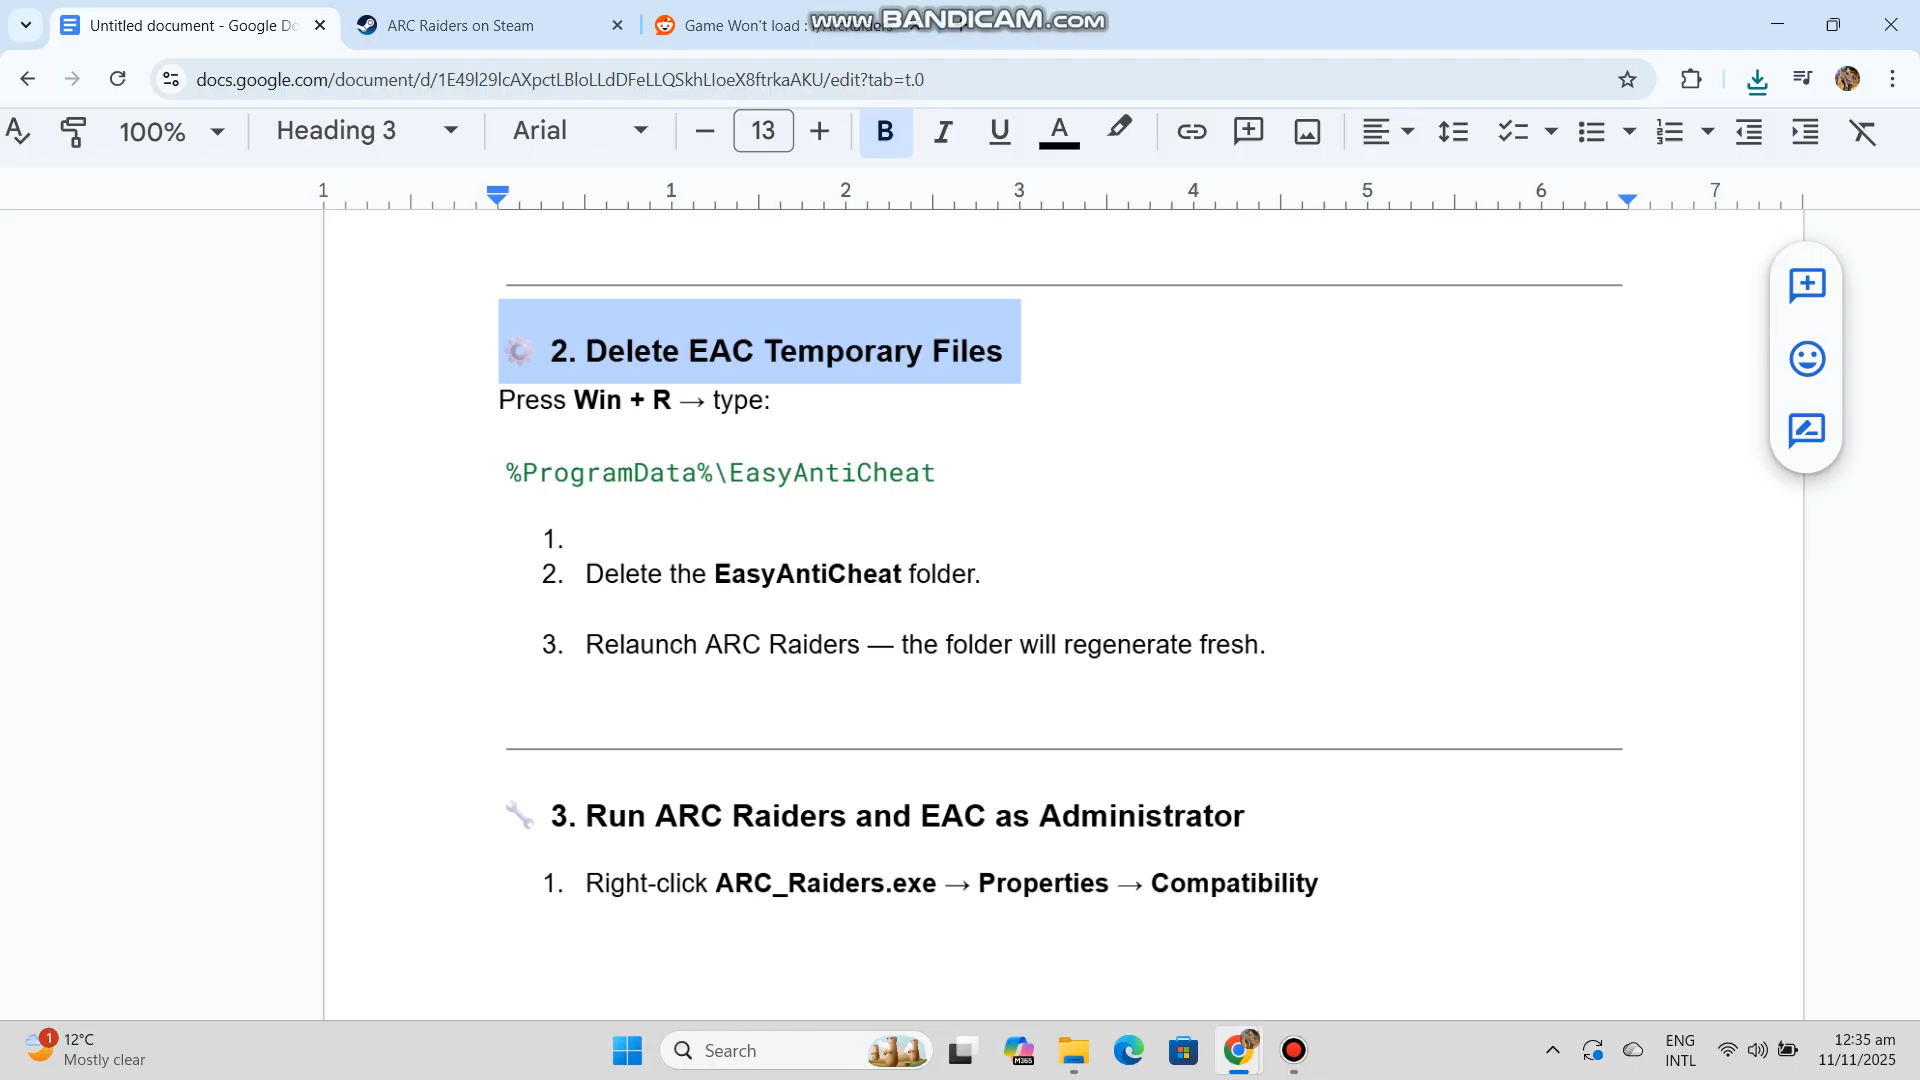 Untitled document - Google Do
ARC Raiders on Steam
Game Won't load : r/ArcRaiders
www.BANDICAM.com
docs.google.com/document/d/1E49l29lcAXpctLBloLLdDFeLLQSkhLIoeX8ftrkaAKU/edit?tab=t.0
100%
Heading 3
Arial
13
B
I
U
A
1 1 2 3 4 5 6 7
2. Delete EAC Temporary Files
Press Win + R → type:
%ProgramData%\EasyAntiCheat
1.
2. Delete the EasyAntiCheat folder.
3. Relaunch ARC Raiders — the folder will regenerate fresh.
3. Run ARC Raiders and EAC as Administrator
1. Right-click ARC_Raiders.exe → Properties → Compatibility
1
12°C
Mostly clear
Search
M365
ENG
INTL
12:35 am
11/11/2025